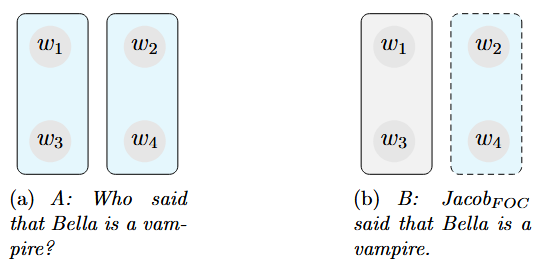 w1 w2 w1 w2
w3 w4 w3 w4
(a) A: Who said
that Bella is a vam-
pire?
(b) B: JacobFOC
said that Bella is a
vampire.